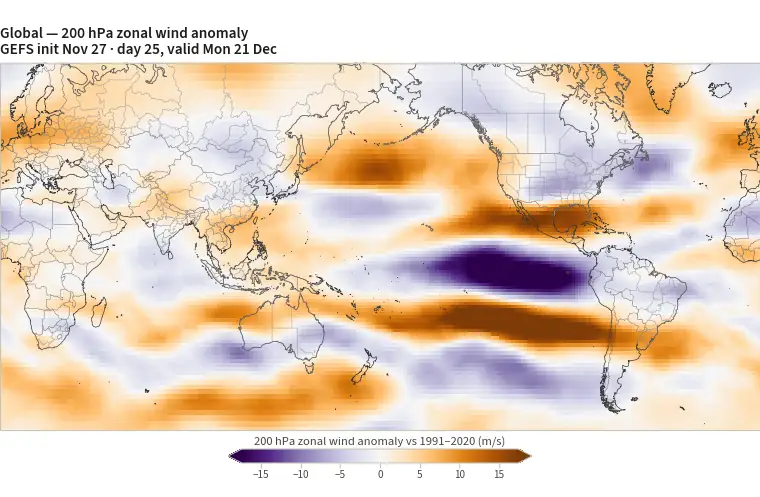 Global — 200 hPa zonal wind anomaly
GEFS init Nov 27 · day 25, valid Mon 21 Dec
200 hPa zonal wind anomaly vs 1991–2020 (m/s)
−15 −10 −5 0 5 10 15